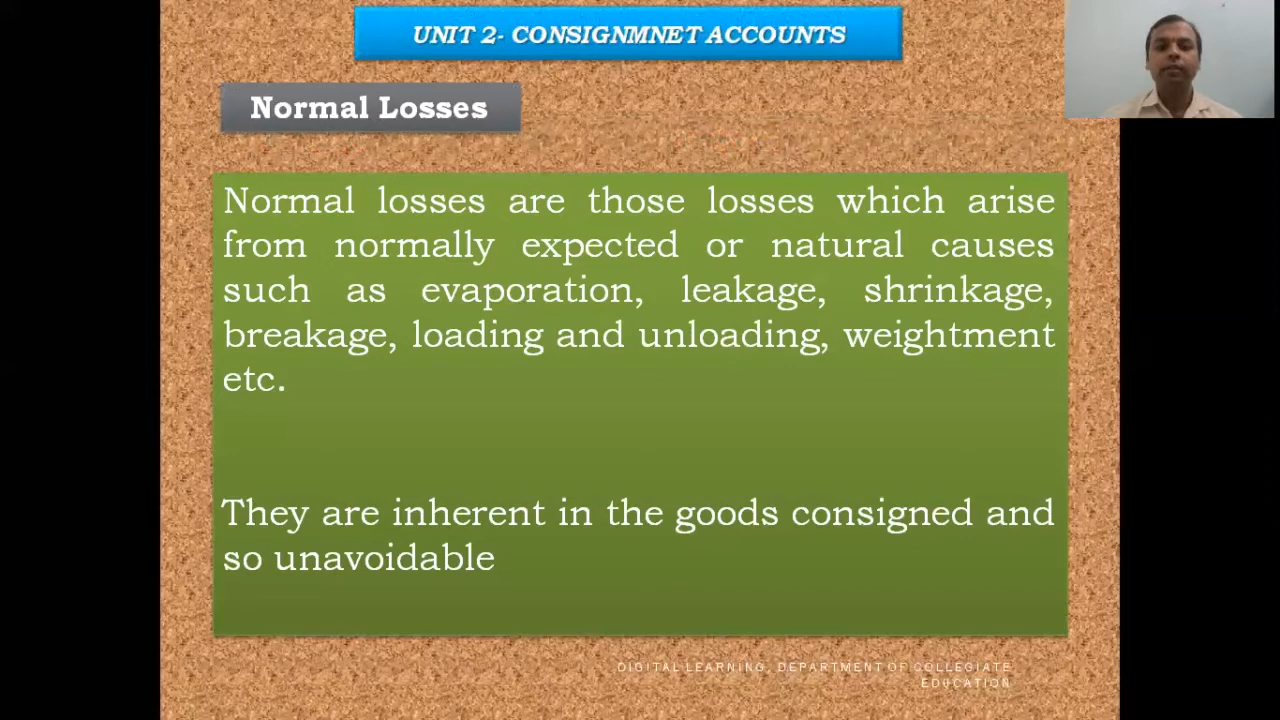 UNIT 2- CONSIGNMNET ACCOUNTS
Normal Losses
Normal losses are those losses which arise
from normally expected or natural causes
such as evaporation, leakage, shrinkage,
breakage, loading and unloading, weightment
etc.
They are inherent in the goods consigned and
so unavoidable
DIGITAL LEARNING, DEPARTMENT OF COLLEGIATE
EDUCATION